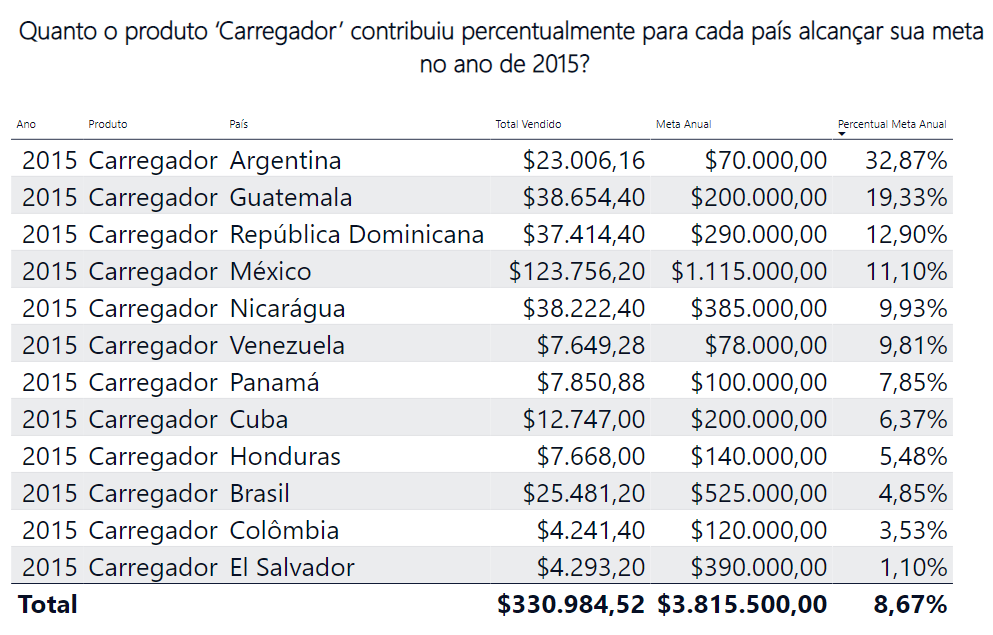 Quanto o produto ‘Carregador’ contribuiu percentualmente para cada país alcançar sua meta
no ano de 2015?
Ano Produto País Total Vendido Meta Anual Percentual Meta Anual
2015 Carregador Argentina $23.006,16 $70.000,00 32,87%
2015 Carregador Guatemala $38.654,40 $200.000,00 19,33%
2015 Carregador República Dominicana $37.414,40 $290.000,00 12,90%
2015 Carregador México $123.756,20 $1.115.000,00 11,10%
2015 Carregador Nicarágua $38.222,40 $385.000,00 9,93%
2015 Carregador Venezuela $7.649,28 $78.000,00 9,81%
2015 Carregador Panamá $7.850,88 $100.000,00 7,85%
2015 Carregador Cuba $12.747,00 $200.000,00 6,37%
2015 Carregador Honduras $7.668,00 $140.000,00 5,48%
2015 Carregador Brasil $25.481,20 $525.000,00 4,85%
2015 Carregador Colômbia $4.241,40 $120.000,00 3,53%
2015 Carregador El Salvador $4.293,20 $390.000,00 1,10%
Total $330.984,52 $3.815.500,00 8,67%